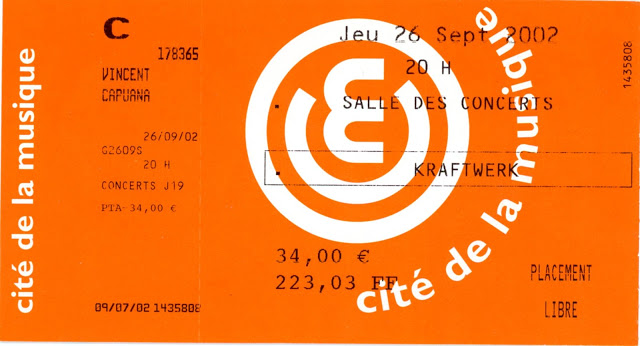 cité de la musique
C
178365
VINCENT
CAPUANA
26/09/02
G2609S
20 H
CONCERTS J19
PTA- 34,00 €
09/07/02 1435808
Jeu 26 Sept 2002
20 H
SALLE DES CONCERTS
KRAFTWERK
34,00 €
223,03 FF
cité de la musique
PLACEMENT
LIBRE
1435808